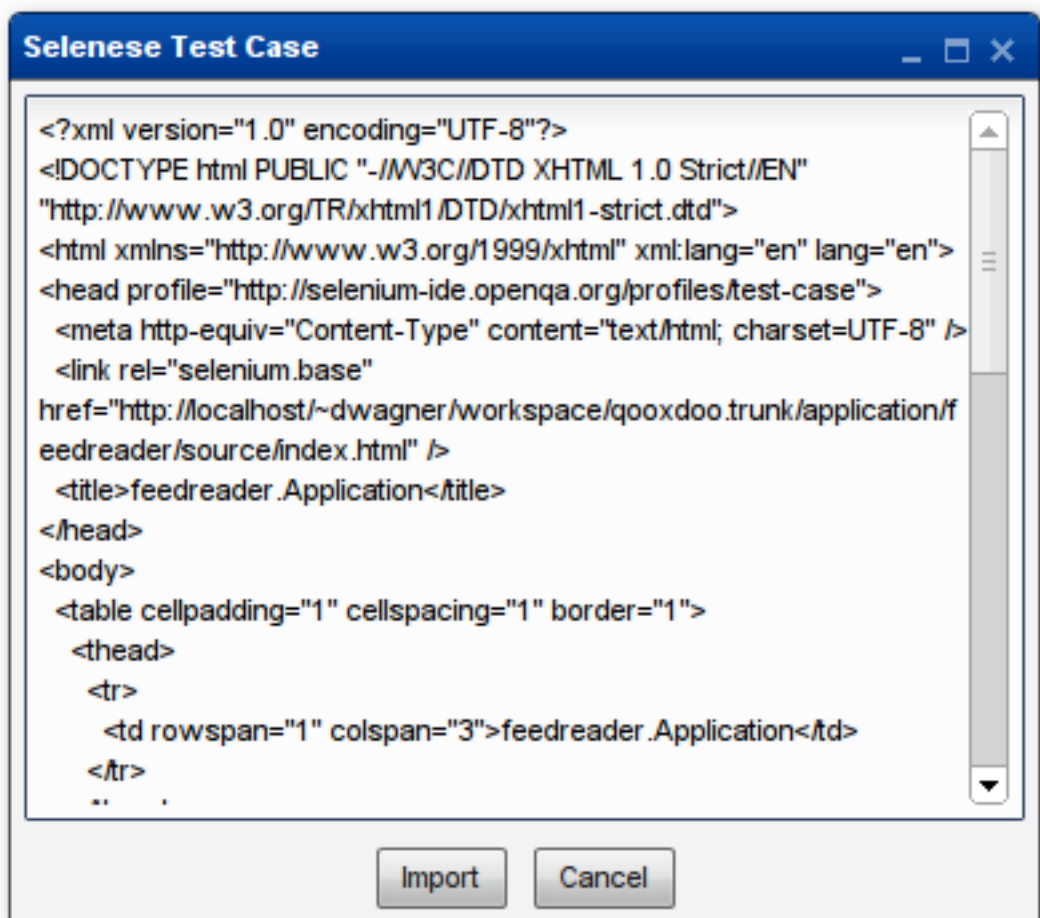 Selenese Test Case
<?xml version="1.0" encoding="UTF-8"?>
<!DOCTYPE html PUBLIC "-//W3C//DTD XHTML 1.0 Strict//EN"
"http://www.w3.org/TR/xhtml1/DTD/xhtml1-strict.dtd">
<html xmlns="http://www.w3.org/1999/xhtml" xml:lang="en" lang="en">
<head profile="http://selenium-ide.openqa.org/profiles/test-case">
<meta http-equiv="Content-Type" content="text/html; charset=UTF-8" />
<link rel="selenium.base"
href="http://localhost/~dwagner/workspace/qooxdoo.trunk/application/f
eedreader/source/index.html" />
<title>feedreader.Application</title>
</head>
<body>
<table cellpadding="1" cellspacing="1" border="1">
<thead>
<tr>
<td rowspan="1" colspan="3">feedreader.Application</td>
</tr>
Import Cancel